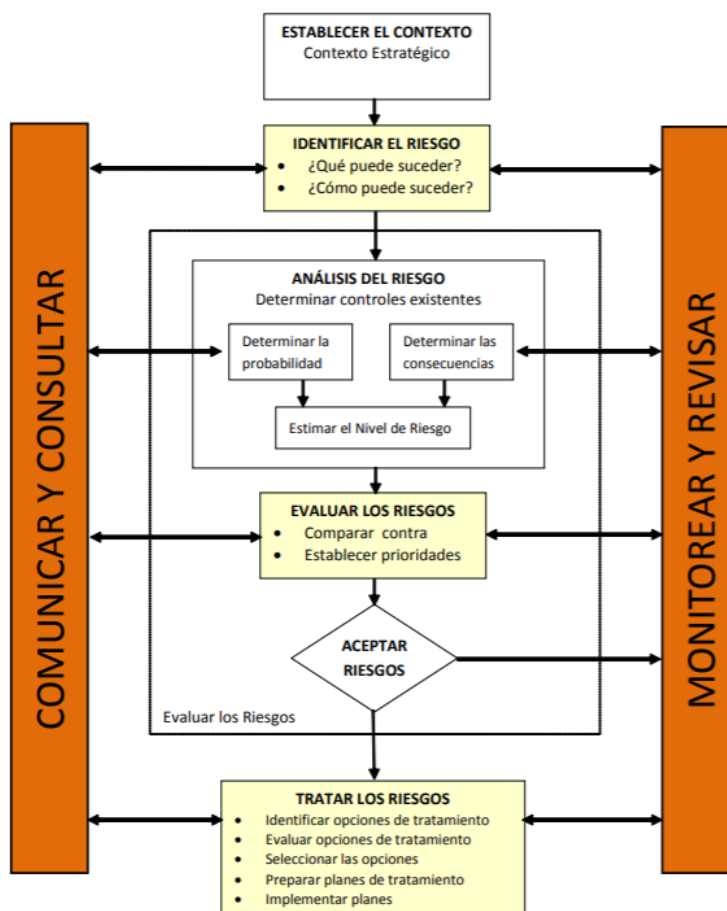 ESTABLECER EL CONTEXTO
Contexto Estratégico
COMUNICAR Y CONSULTAR
MONITOREAR Y REVISAR
IDENTIFICAR EL RIESGO
• ¿Qué puede suceder?
• ¿Cómo puede suceder?
ANÁLISIS DEL RIESGO
Determinar controles existentes
Determinar la
probabilidad
Determinar las
consecuencias
Estimar el Nivel de Riesgo
EVALUAR LOS RIESGOS
• Comparar contra
• Establecer prioridades
ACEPTAR
RIESGOS
Evaluar los Riesgos
TRATAR LOS RIESGOS
• Identificar opciones de tratamiento
• Evaluar opciones de tratamiento
• Seleccionar las opciones
• Preparar planes de tratamiento
• Implementar planes